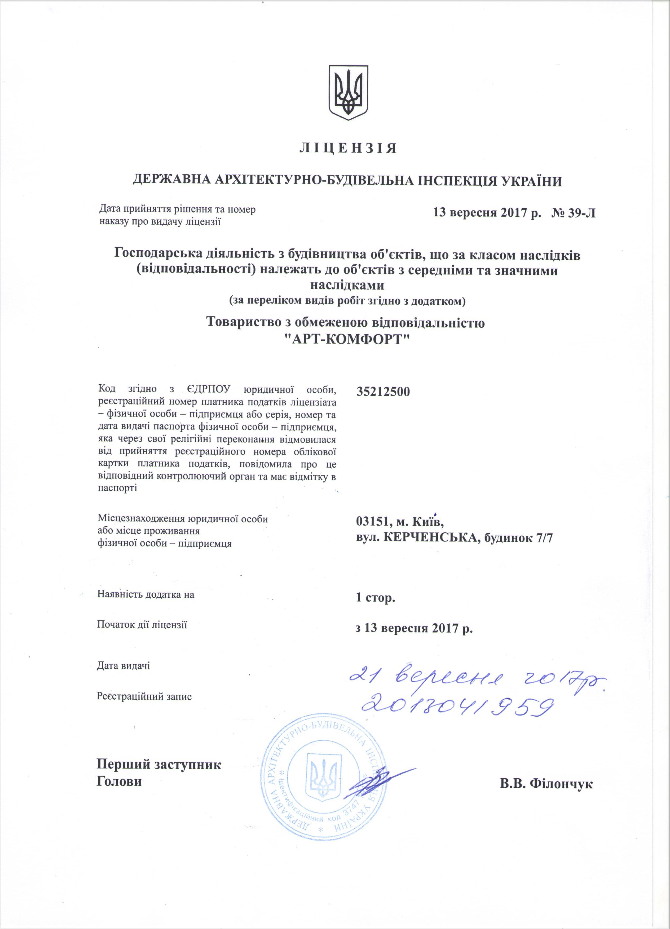 ЛІЦЕНЗІЯ
ДЕРЖАВНА АРХІТЕКТУРНО-БУДІВЕЛЬНА ІНСПЕКЦІЯ УКРАЇНИ
Дата прийняття рішення та номер
наказу про видачу ліцензії
13 вересня 2017 р. № 39-Л
Господарська діяльність з будівництва об'єктів, що за класом наслідків
(відповідальності) належать до об'єктів з середніми та значними
наслідками
(за переліком видів робіт згідно з додатком)
Товариство з обмеженою відповідальністю
"АРТ-КОМФОРТ"
Код згідно з ЄДРПОУ юридичної особи,
реєстраційний номер платника податків ліцензіата
– фізичної особи – підприємця або серія, номер та
дата видачі паспорта фізичної особи – підприємця,
яка через свої релігійні переконання відмовилася
від прийняття реєстраційного номера облікової
картки платника податків, повідомила про це
відповідний контролюючий орган та має відмітку в
паспорті
35212500
Місцезнаходження юридичної особи
або місце проживання
фізичної особи – підприємця
03151, м. Київ,
вул. КЕРЧЕНСЬКА, будинок 7/7
Наявність додатка на
1 стор.
Початок дії ліцензії
з 13 вересня 2017 р.
Дата видачі
21 вересня 2017р.
Реєстраційний запис
2013041959
Перший заступник
Голови
В.В. Філончук
ДЕРЖАВНА АРХІТЕКТУРНО-БУДІВЕЛЬНА ІНСПЕКЦІЯ УКРАЇНИ
Ідентифікаційний код